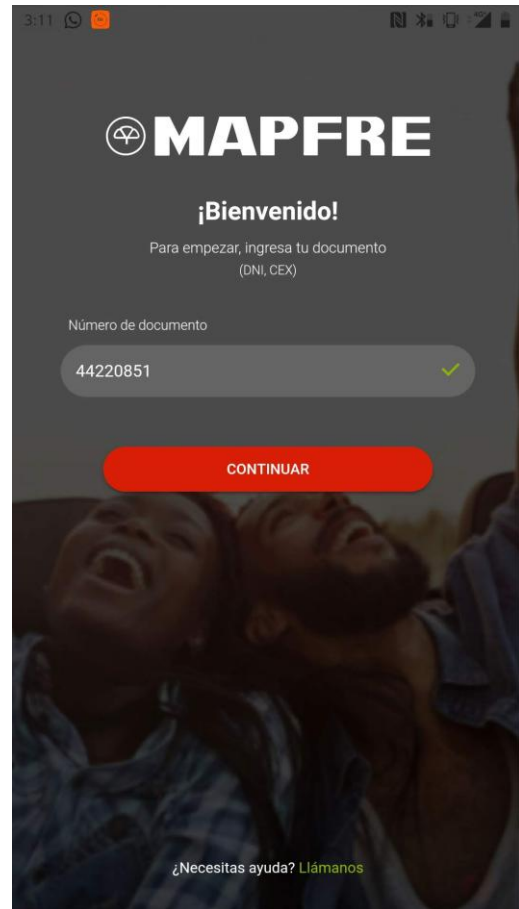 3:11
MAPFRE
¡Bienvenido!
Para empezar, ingresa tu documento
(DNI, CEX)
Número de documento
44220851
CONTINUAR
¿Necesitas ayuda? Llámanos